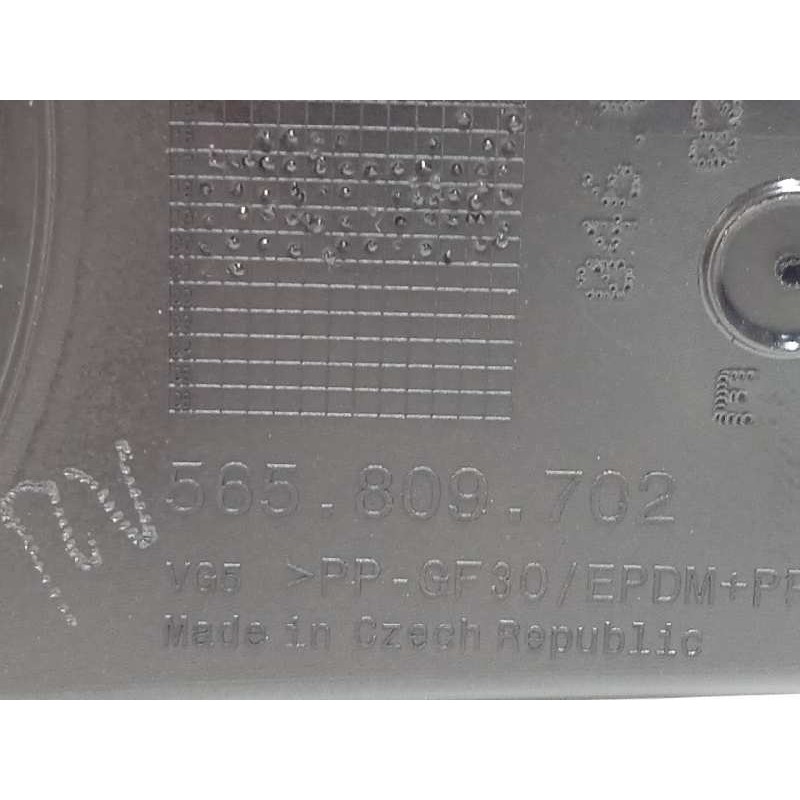 565.809.702
VG5 >PP-GF30/EPDM+PP
Made in Czech Republic
E